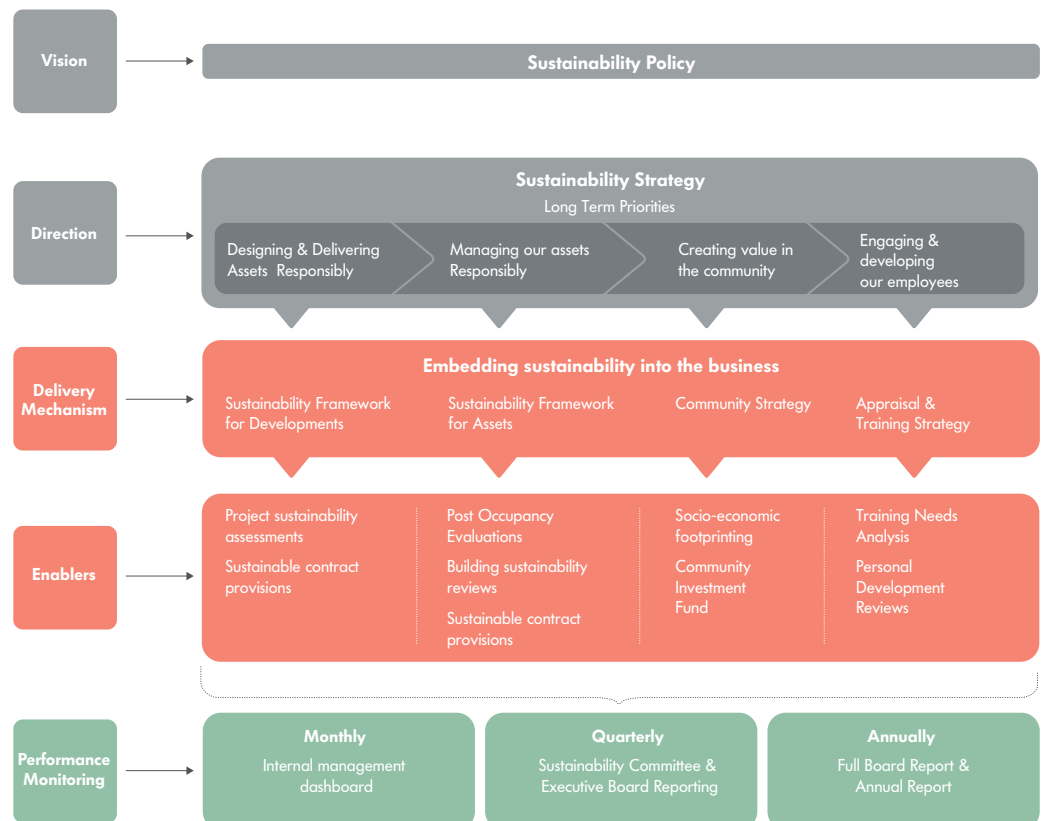 Vision
Sustainability Policy
Direction
Sustainability Strategy
Long Term Priorities
Designing & Delivering
Assets Responsibly
Managing our assets
Responsibly
Creating value in
the community
Engaging &
developing
our employees
Delivery
Mechanism
Embedding sustainability into the business
Sustainability Framework
for Developments
Sustainability Framework
for Assets
Community Strategy
Appraisal &
Training Strategy
Enablers
Project sustainability
assessments
Sustainable contract
provisions
Post Occupancy
Evaluations
Building sustainability
reviews
Sustainable contract
provisions
Socio-economic
footprinting
Community
Investment
Fund
Training Needs
Analysis
Personal
Development
Reviews
Performance
Monitoring
Monthly
Internal management
dashboard
Quarterly
Sustainability Committee &
Executive Board Reporting
Annually
Full Board Report &
Annual Report